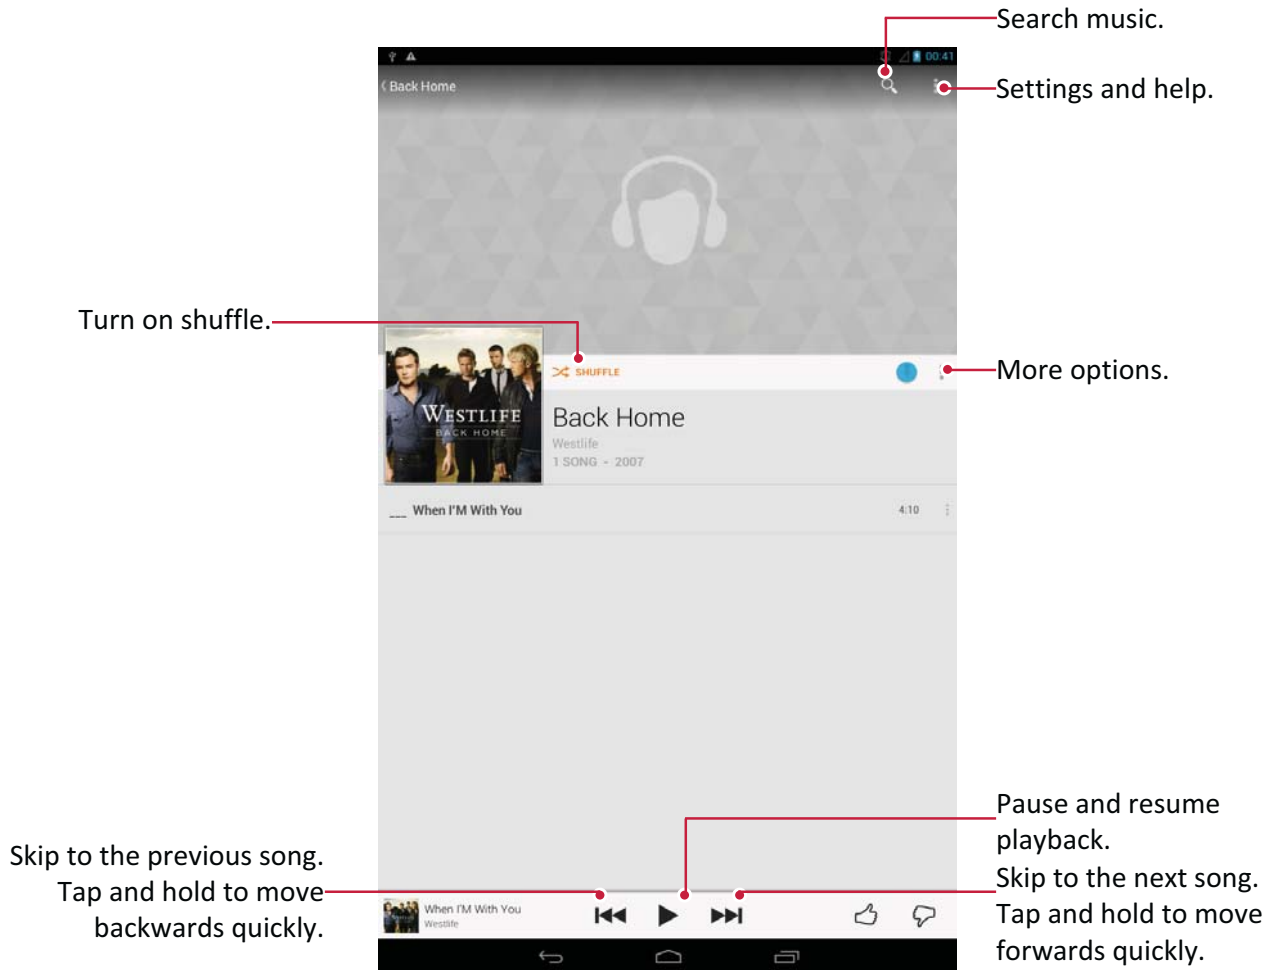 Search music.
00:41
Back Home
Settings and help.
Turn on shuffle.
SHUFFLE
More options.
WESTLIFE
BACK HOME
Back Home
Westlife
1 SONG - 2007
___ When I'M With You
4:10
Pause and resume
playback.
Skip to the previous song.
Tap and hold to move
backwards quickly.
Skip to the next song.
Tap and hold to move
forwards quickly.
When I'M With You
Westlife